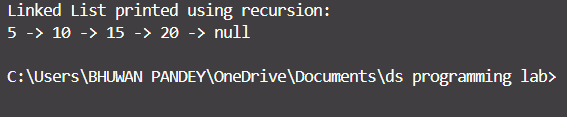 Linked List printed using recursion:
5 -> 10 -> 15 -> 20 -> null
C:\Users\BHUWAN PANDEY\OneDrive\Documents\ds programming lab>